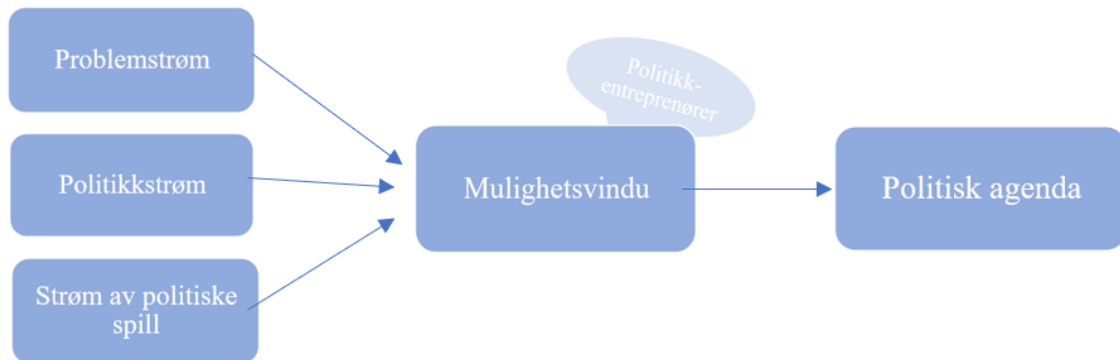 Problemstrøm
Politikkstrøm
Strøm av politiske
spill
Politikk-
entreprenører
Mulighetsvindu
Politisk agenda